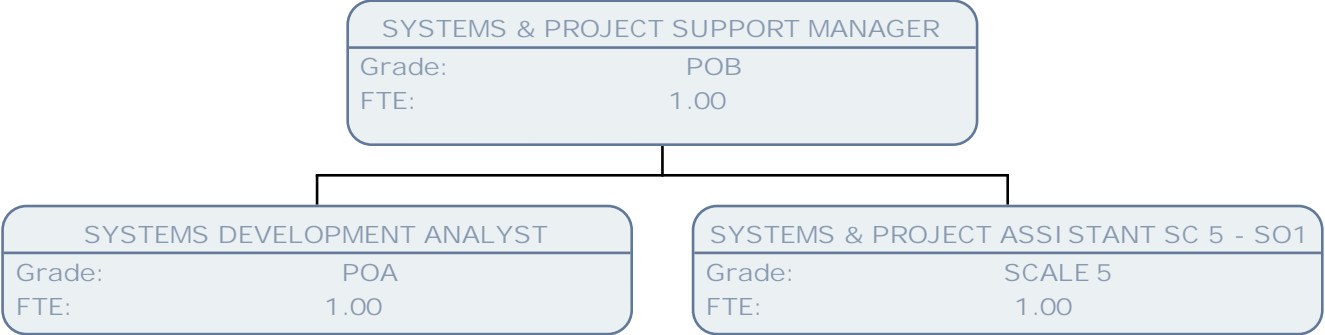 SYSTEMS & PROJECT SUPPORT MANAGER
Grade: POB
FTE: 1.00
SYSTEMS DEVELOPMENT ANALYST
Grade: POA
FTE: 1.00
SYSTEMS & PROJECT ASSISTANT SC 5 - SO1
Grade: SCALE 5
FTE: 1.00